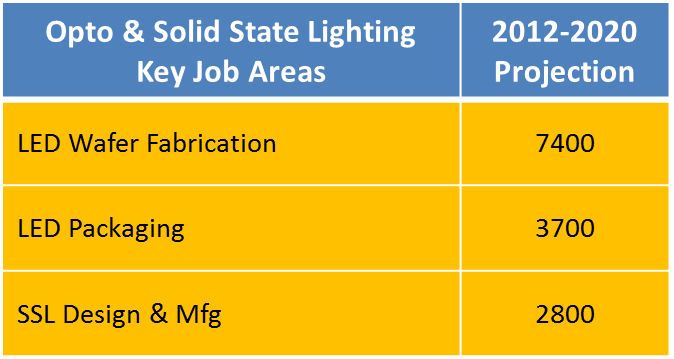 Opto & Solid State Lighting
Key Job Areas
2012-2020
Projection
LED Wafer Fabrication
7400
LED Packaging
3700
SSL Design & Mfg
2800